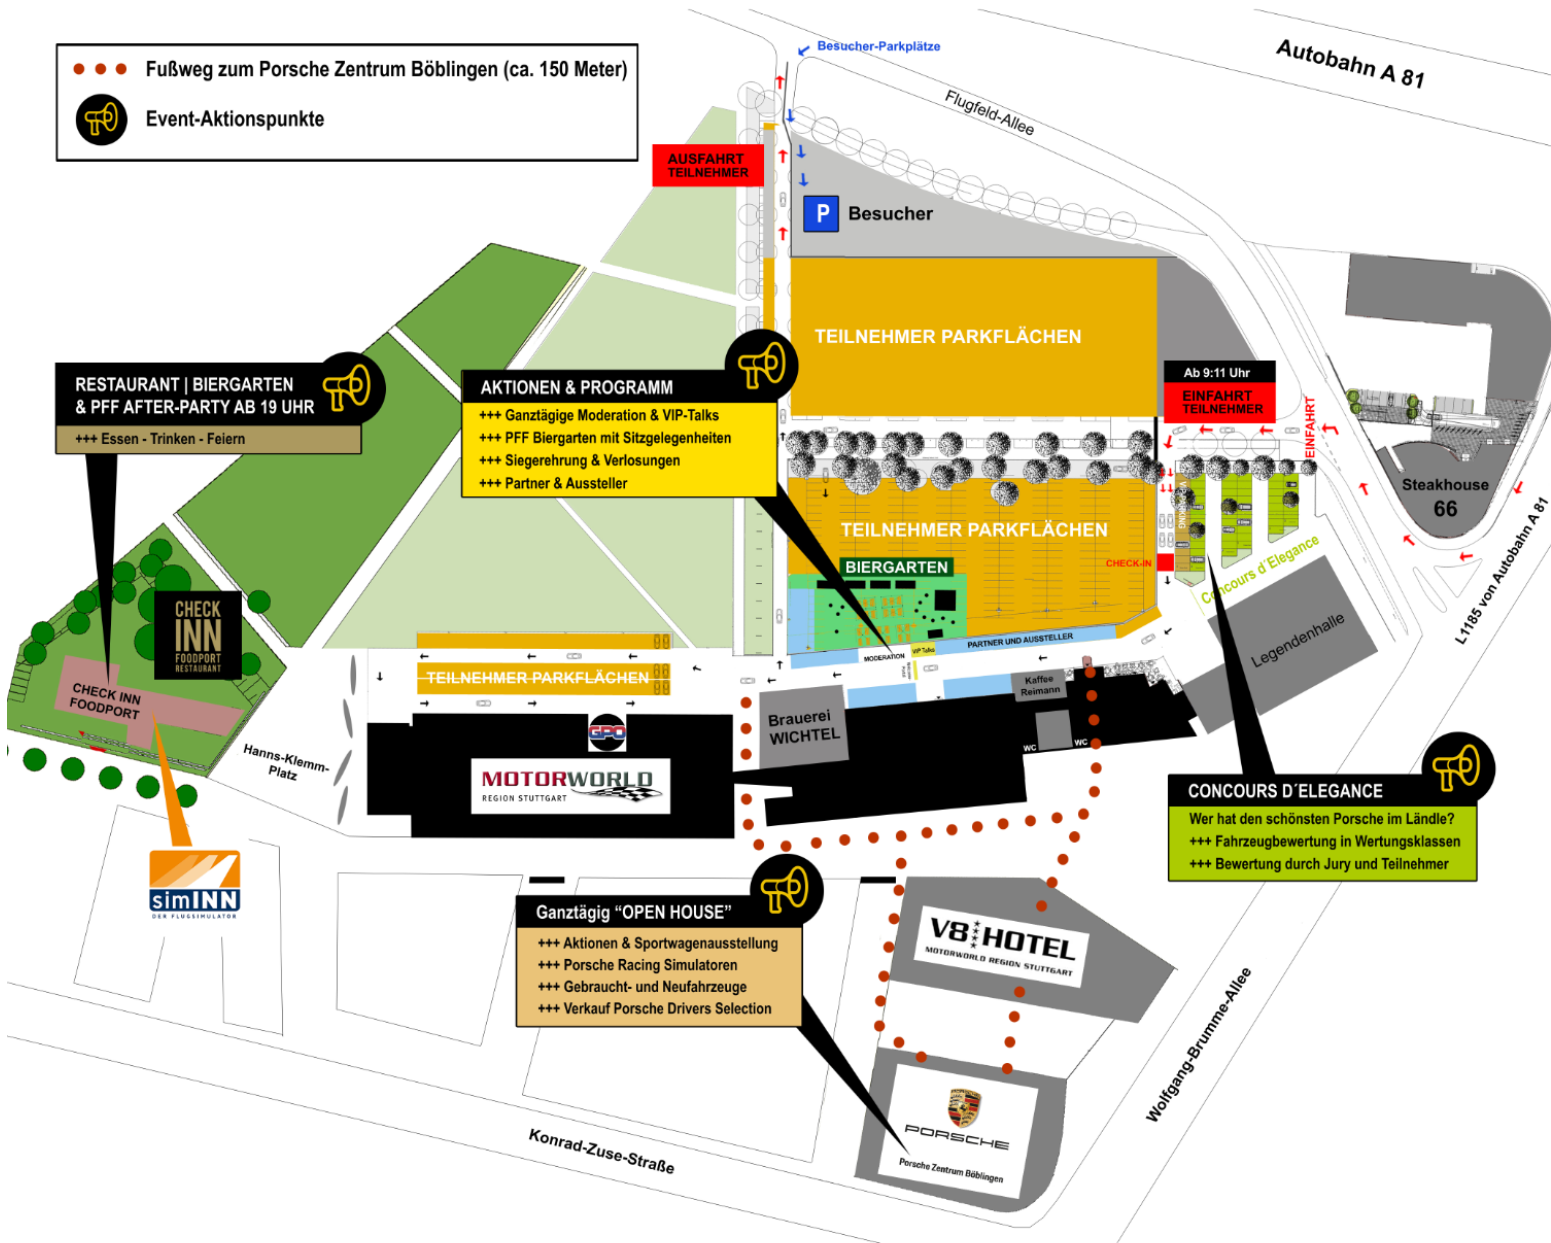 Fußweg zum Porsche Zentrum Böblingen (ca. 150 Meter)
Event-Aktionspunkte
Besucher-Parkplätze
Autobahn A 81
Flugfeld-Allee
AUSFAHRT
TEILNEHMER
P
Besucher
TEILNEHMER PARKFLÄCHEN
RESTAURANT | BIERGARTEN
& PFF AFTER-PARTY AB 19 UHR
+++ Essen - Trinken - Feiern
AKTIONEN & PROGRAMM
+++ Ganztägige Moderation & VIP-Talks
+++ PFF Biergarten mit Sitzgelegenheiten
+++ Siegerehrung & Verlosungen
+++ Partner & Aussteller
Ab 9:11 Uhr
EINFAHRT
TEILNEHMER
EINFAHRT
Steakhouse
66
L1185 von Autobahn A 81
TEILNEHMER PARKFLÄCHEN
CHECK-IN
Concours d´Elegance
BIERGARTEN
PARTNER UND AUSSTELLER
MODERATION
VIP Talks
Legendenhalle
CHECK
INN
FOODPORT
RESTAURANT
CHECK INN
FOODPORT
TEILNEHMER PARKFLÄCHEN
Kaffee
Reimann
Brauerei
WICHTEL
WC
WC
Hanns-Klemm-
Platz
GPO
MOTORWORLD
REGION STUTTGART
CONCOURS D´ELEGANCE
Wer hat den schönsten Porsche im Ländle?
+++ Fahrzeugbewertung in Wertungsklassen
+++ Bewertung durch Jury und Teilnehmer
simINN
DER FLUGSIMULATOR
Ganztägig “OPEN HOUSE”
+++ Aktionen & Sportwagenausstellung
+++ Porsche Racing Simulatoren
+++ Gebraucht- und Neufahrzeuge
+++ Verkauf Porsche Drivers Selection
V8 HOTEL
MOTORWORLD REGION STUTTGART
Wolfgang-Brumme-Allee
PORSCHE
Porsche Zentrum Böblingen
Konrad-Zuse-Straße